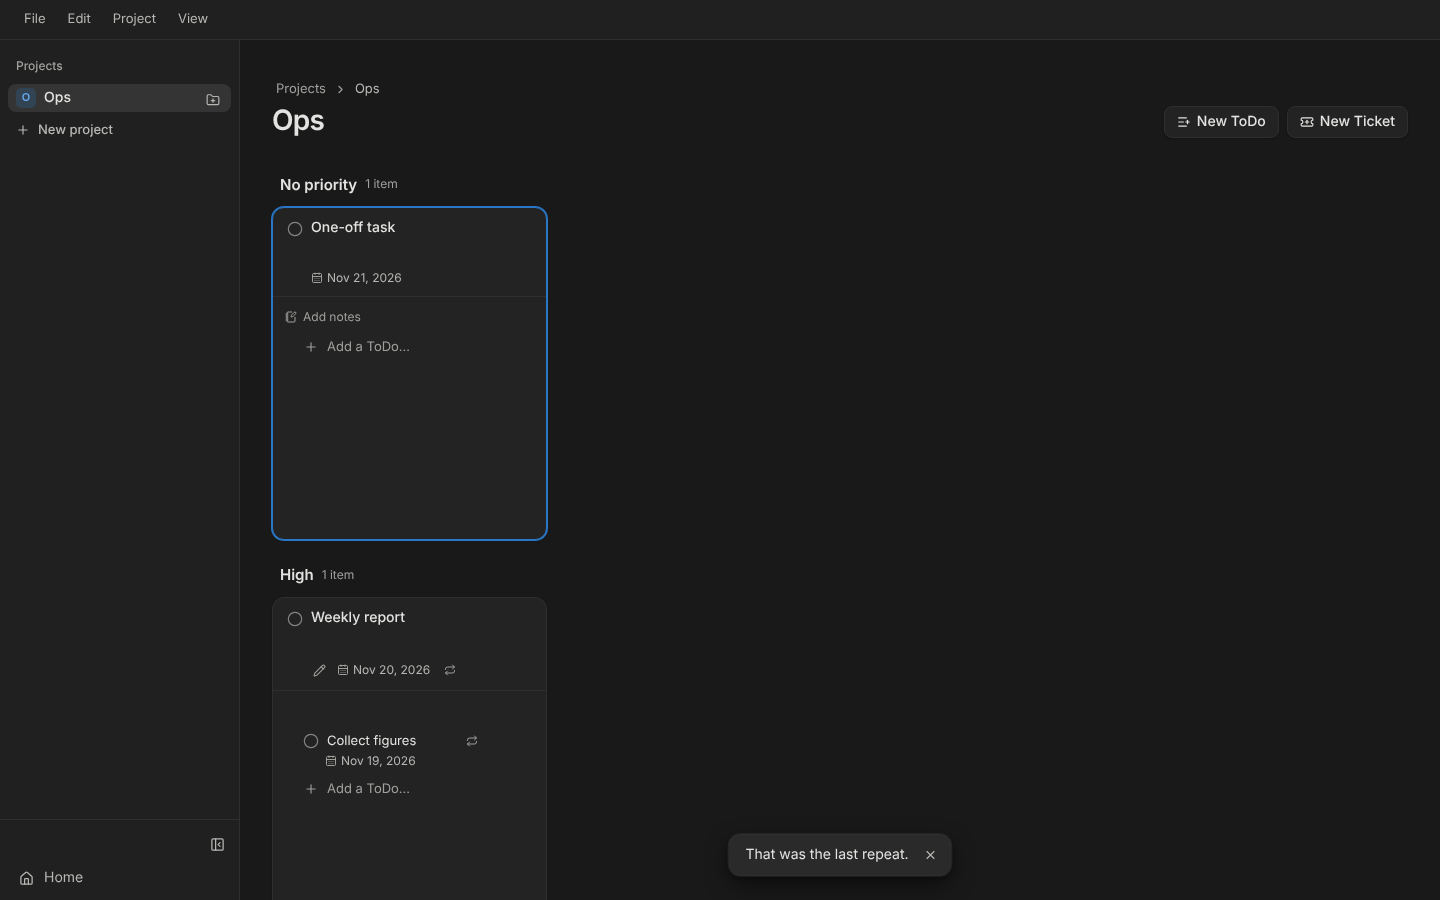 File Edit Project View
Projects
O Ops
New project
Projects > Ops
Ops
New ToDo New Ticket
No priority 1 item
One-off task
Nov 21, 2026
Add notes
Add a ToDo...
High 1 item
Weekly report
Nov 20, 2026
Collect figures
Nov 19, 2026
Add a ToDo...
That was the last repeat.
Home